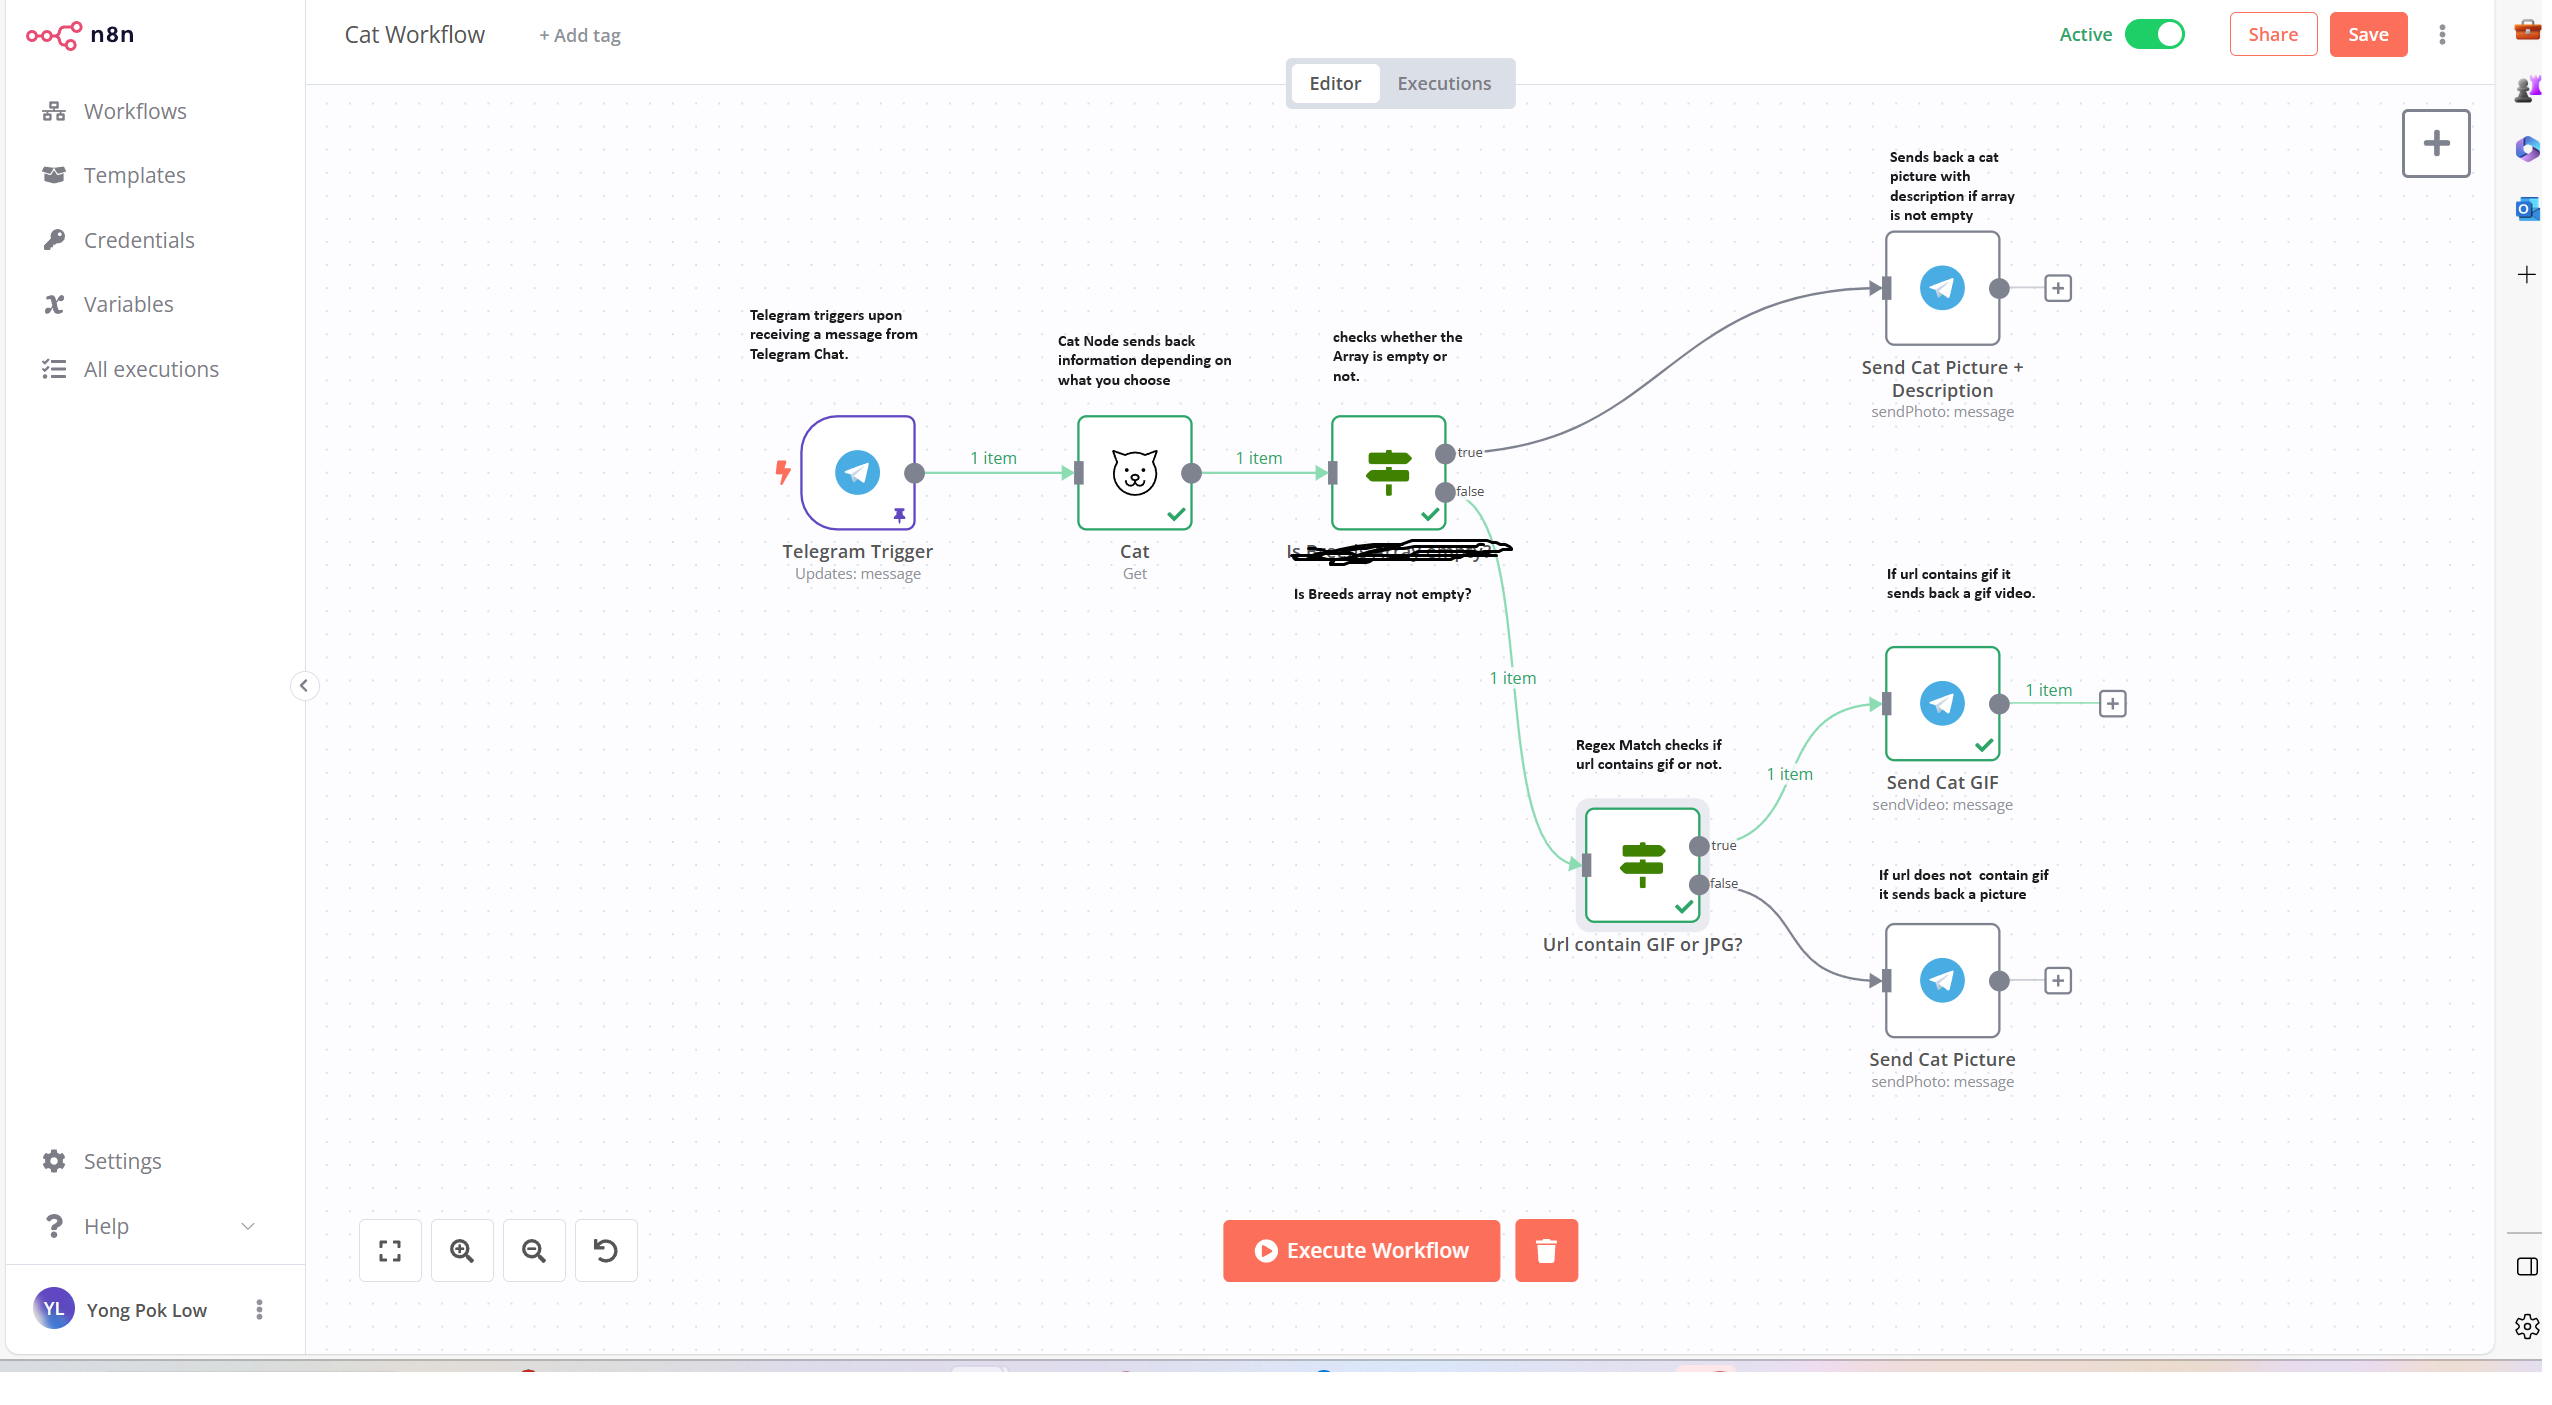 n8n
Cat Workflow
+ Add tag
Active
Share
Save
Editor
Executions
Workflows
Templates
Credentials
Variables
All executions
Sends back a cat
picture with
description if array
is not empty
Send Cat Picture +
Description
sendPhoto: message
Telegram triggers upon
receiving a message from
Telegram Chat.
Cat Node sends back
information depending on
what you choose
checks whether the
Array is empty or
not.
1 item
1 item
true
false
Telegram Trigger
Updates: message
Cat
Get
Is Breeds array empty?
Is Breeds array not empty?
If url contains gif it
sends back a gif video.
1 item
1 item
Regex Match checks if
url contains gif or not.
1 item
Send Cat GIF
sendVideo: message
true
false
If url does not  contain gif
it sends back a picture
Url contain GIF or JPG?
Send Cat Picture
sendPhoto: message
Settings
Help
Execute Workflow
YL
Yong Pok Low